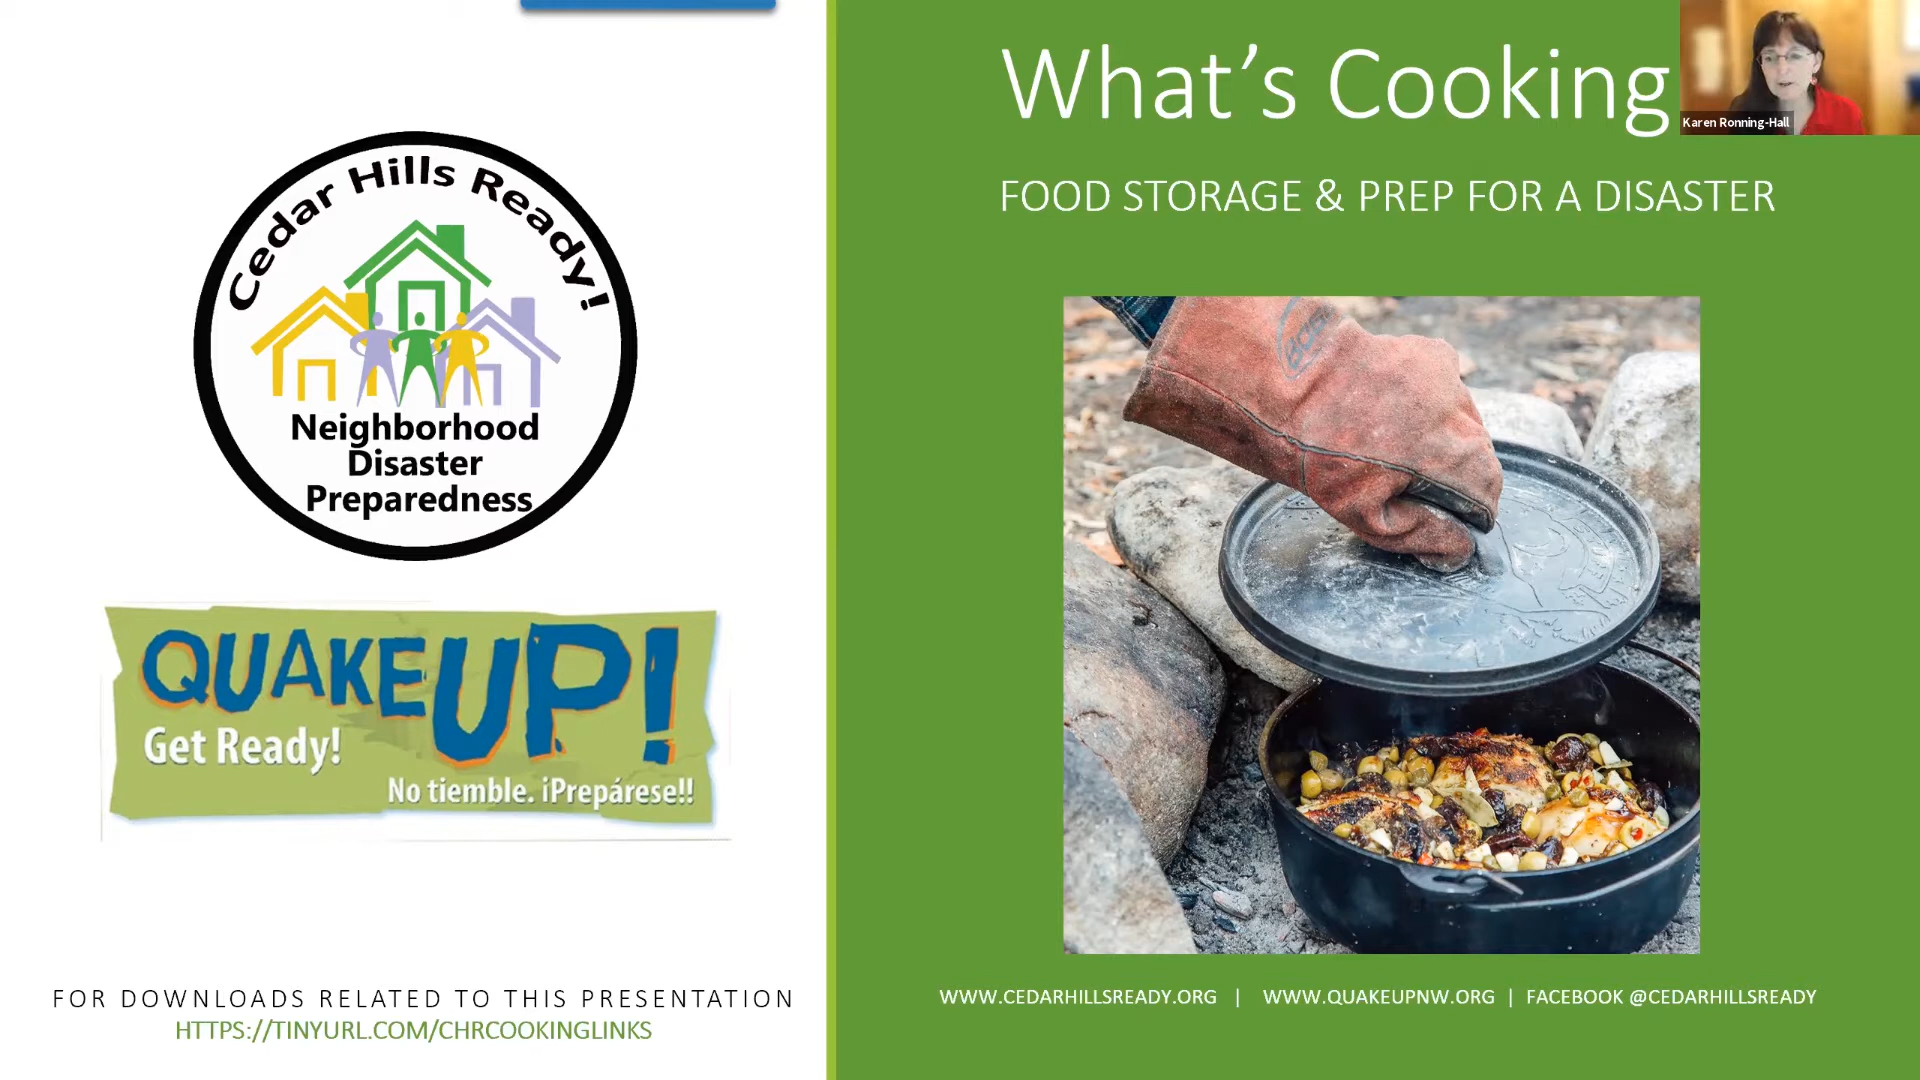 Cedar Hills Ready!
Neighborhood
Disaster
Preparedness
QUAKEUP!
Get Ready!
No tiemble. ¡Prepárese!!
FOR DOWNLOADS RELATED TO THIS PRESENTATION
HTTPS://TINYURL.COM/CHRCOOKINGLINKS
What's Cooking
Karen Ronning-Hall
FOOD STORAGE & PREP FOR A DISASTER
WWW.CEDARHILLSREADY.ORG | WWW.QUAKEUPNW.ORG | FACEBOOK @CEDARHILLSREADY